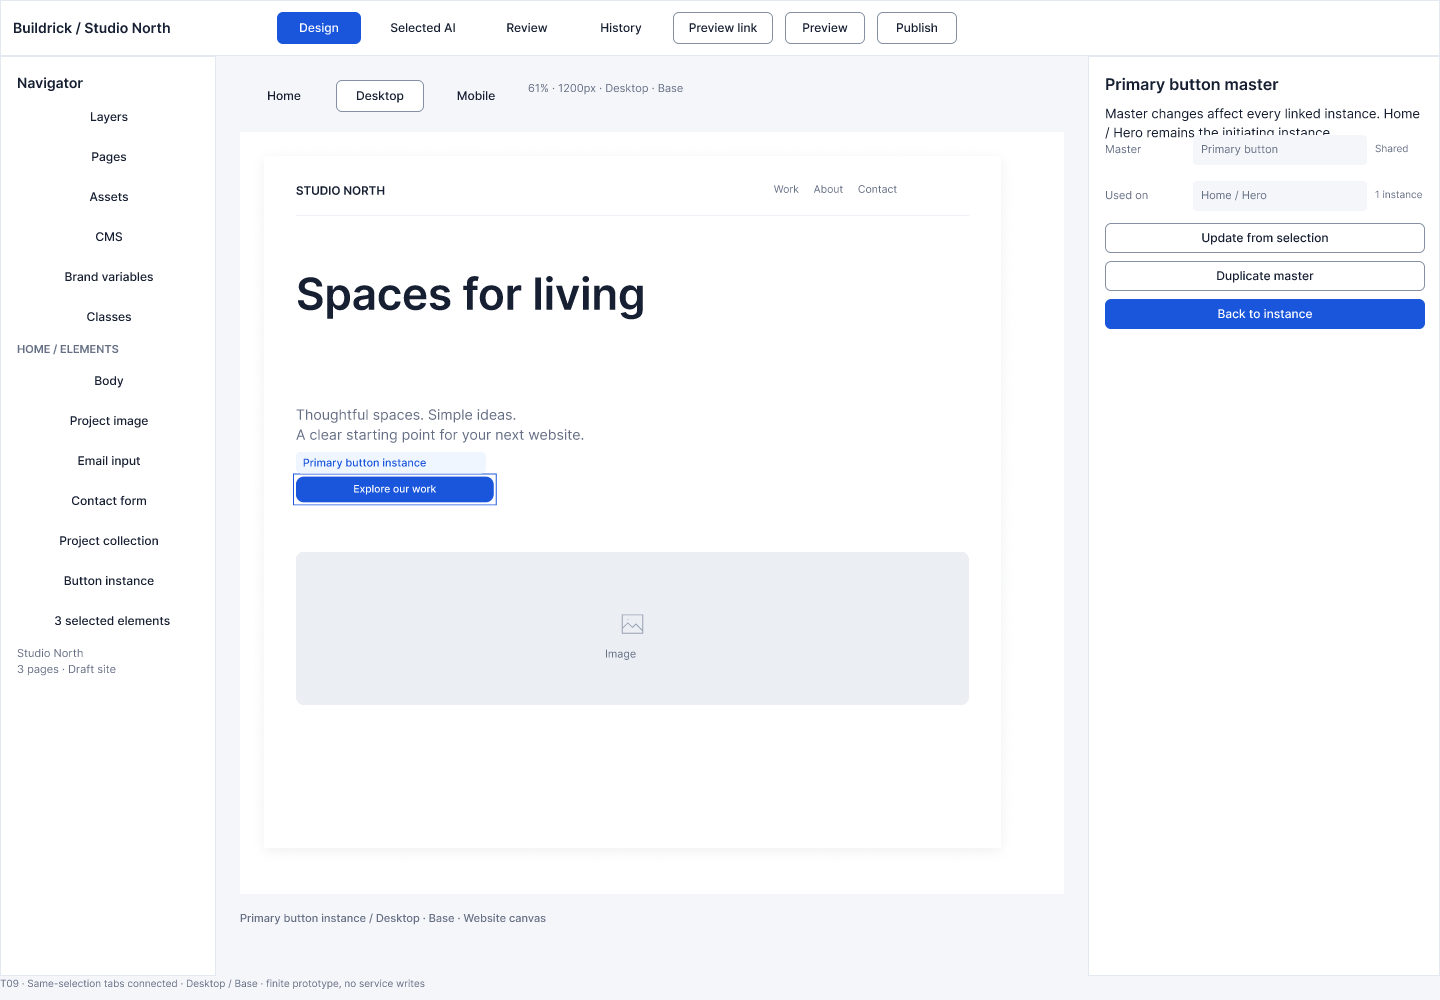 Buildrick / Studio North
Design
Selected AI
Review
History
Preview link
Preview
Publish
Navigator
Layers
Pages
Assets
CMS
Brand variables
Classes
HOME / ELEMENTS
Body
Project image
Email input
Contact form
Project collection
Button instance
3 selected elements
Studio North
3 pages · Draft site
Home
Desktop
Mobile
61% · 1200px · Desktop · Base
STUDIO NORTH
Work
About
Contact
Spaces for living
Thoughtful spaces. Simple ideas.
A clear starting point for your next website.
Primary button instance
Explore our work
Image
Primary button instance / Desktop · Base · Website canvas
Primary button master
Master changes affect every linked instance. Home
/ Hero remains the initiating instance.
Master
Primary button
Shared
Used on
Home / Hero
1 instance
Update from selection
Duplicate master
Back to instance
T09 · Same-selection tabs connected · Desktop / Base · finite prototype, no service writes